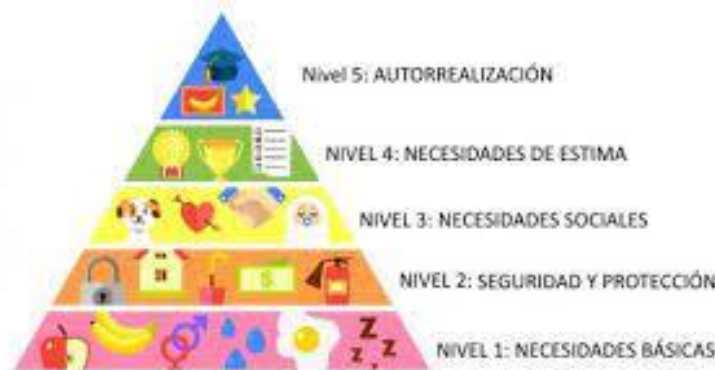 Nivel 5: AUTORREALIZACIÓN
NIVEL 4: NECESIDADES DE ESTIMA
NIVEL 3: NECESIDADES SOCIALES
NIVEL 2: SEGURIDAD Y PROTECCIÓN
NIVEL 1: NECESIDADES BÁSICAS
$
Z
Z
Z
Z